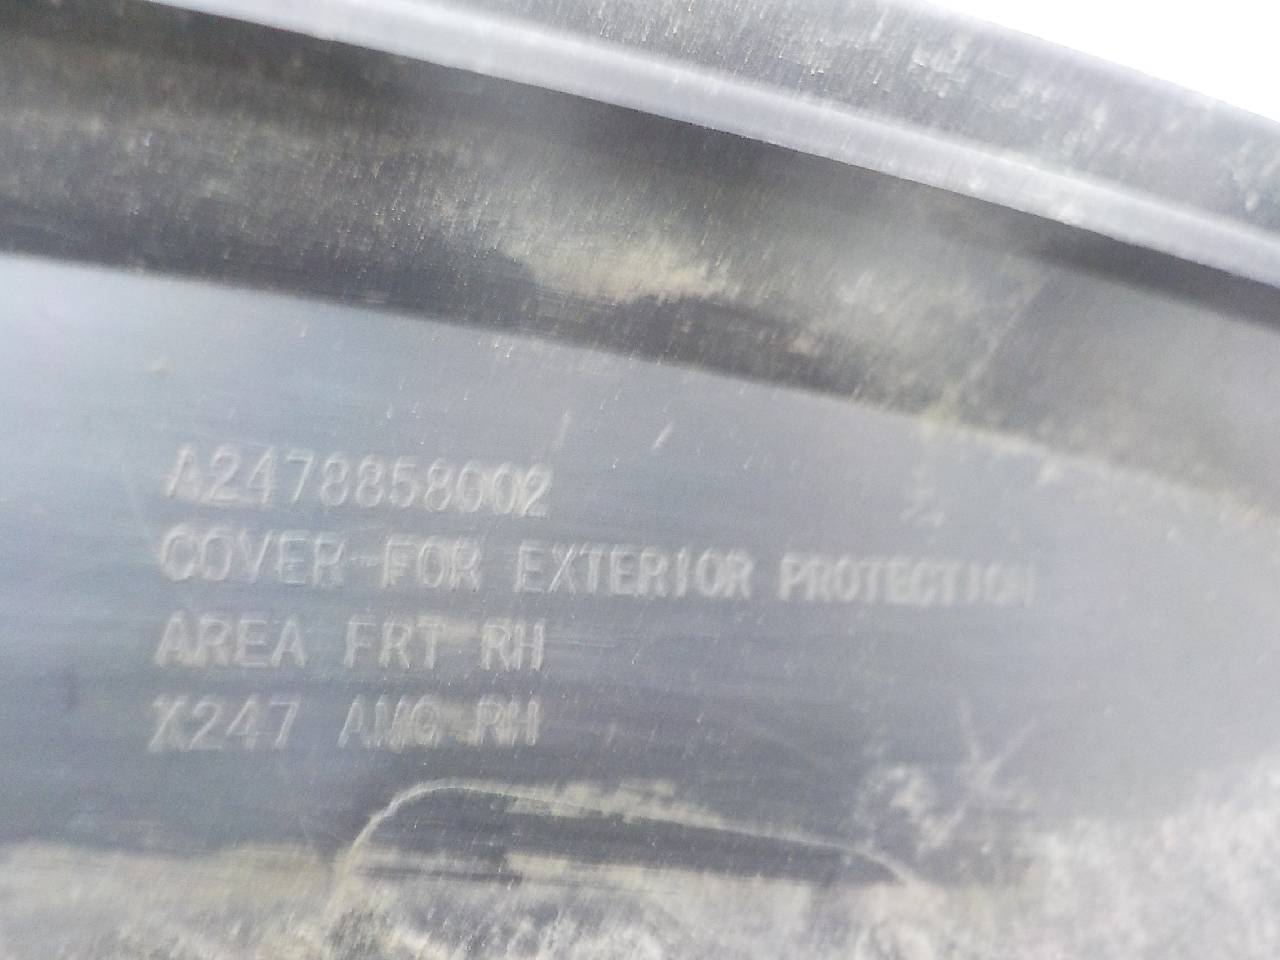 A2478858002
COVER FOR EXTERIOR PROTECTION
AREA FRT RH
X247 AMG RH